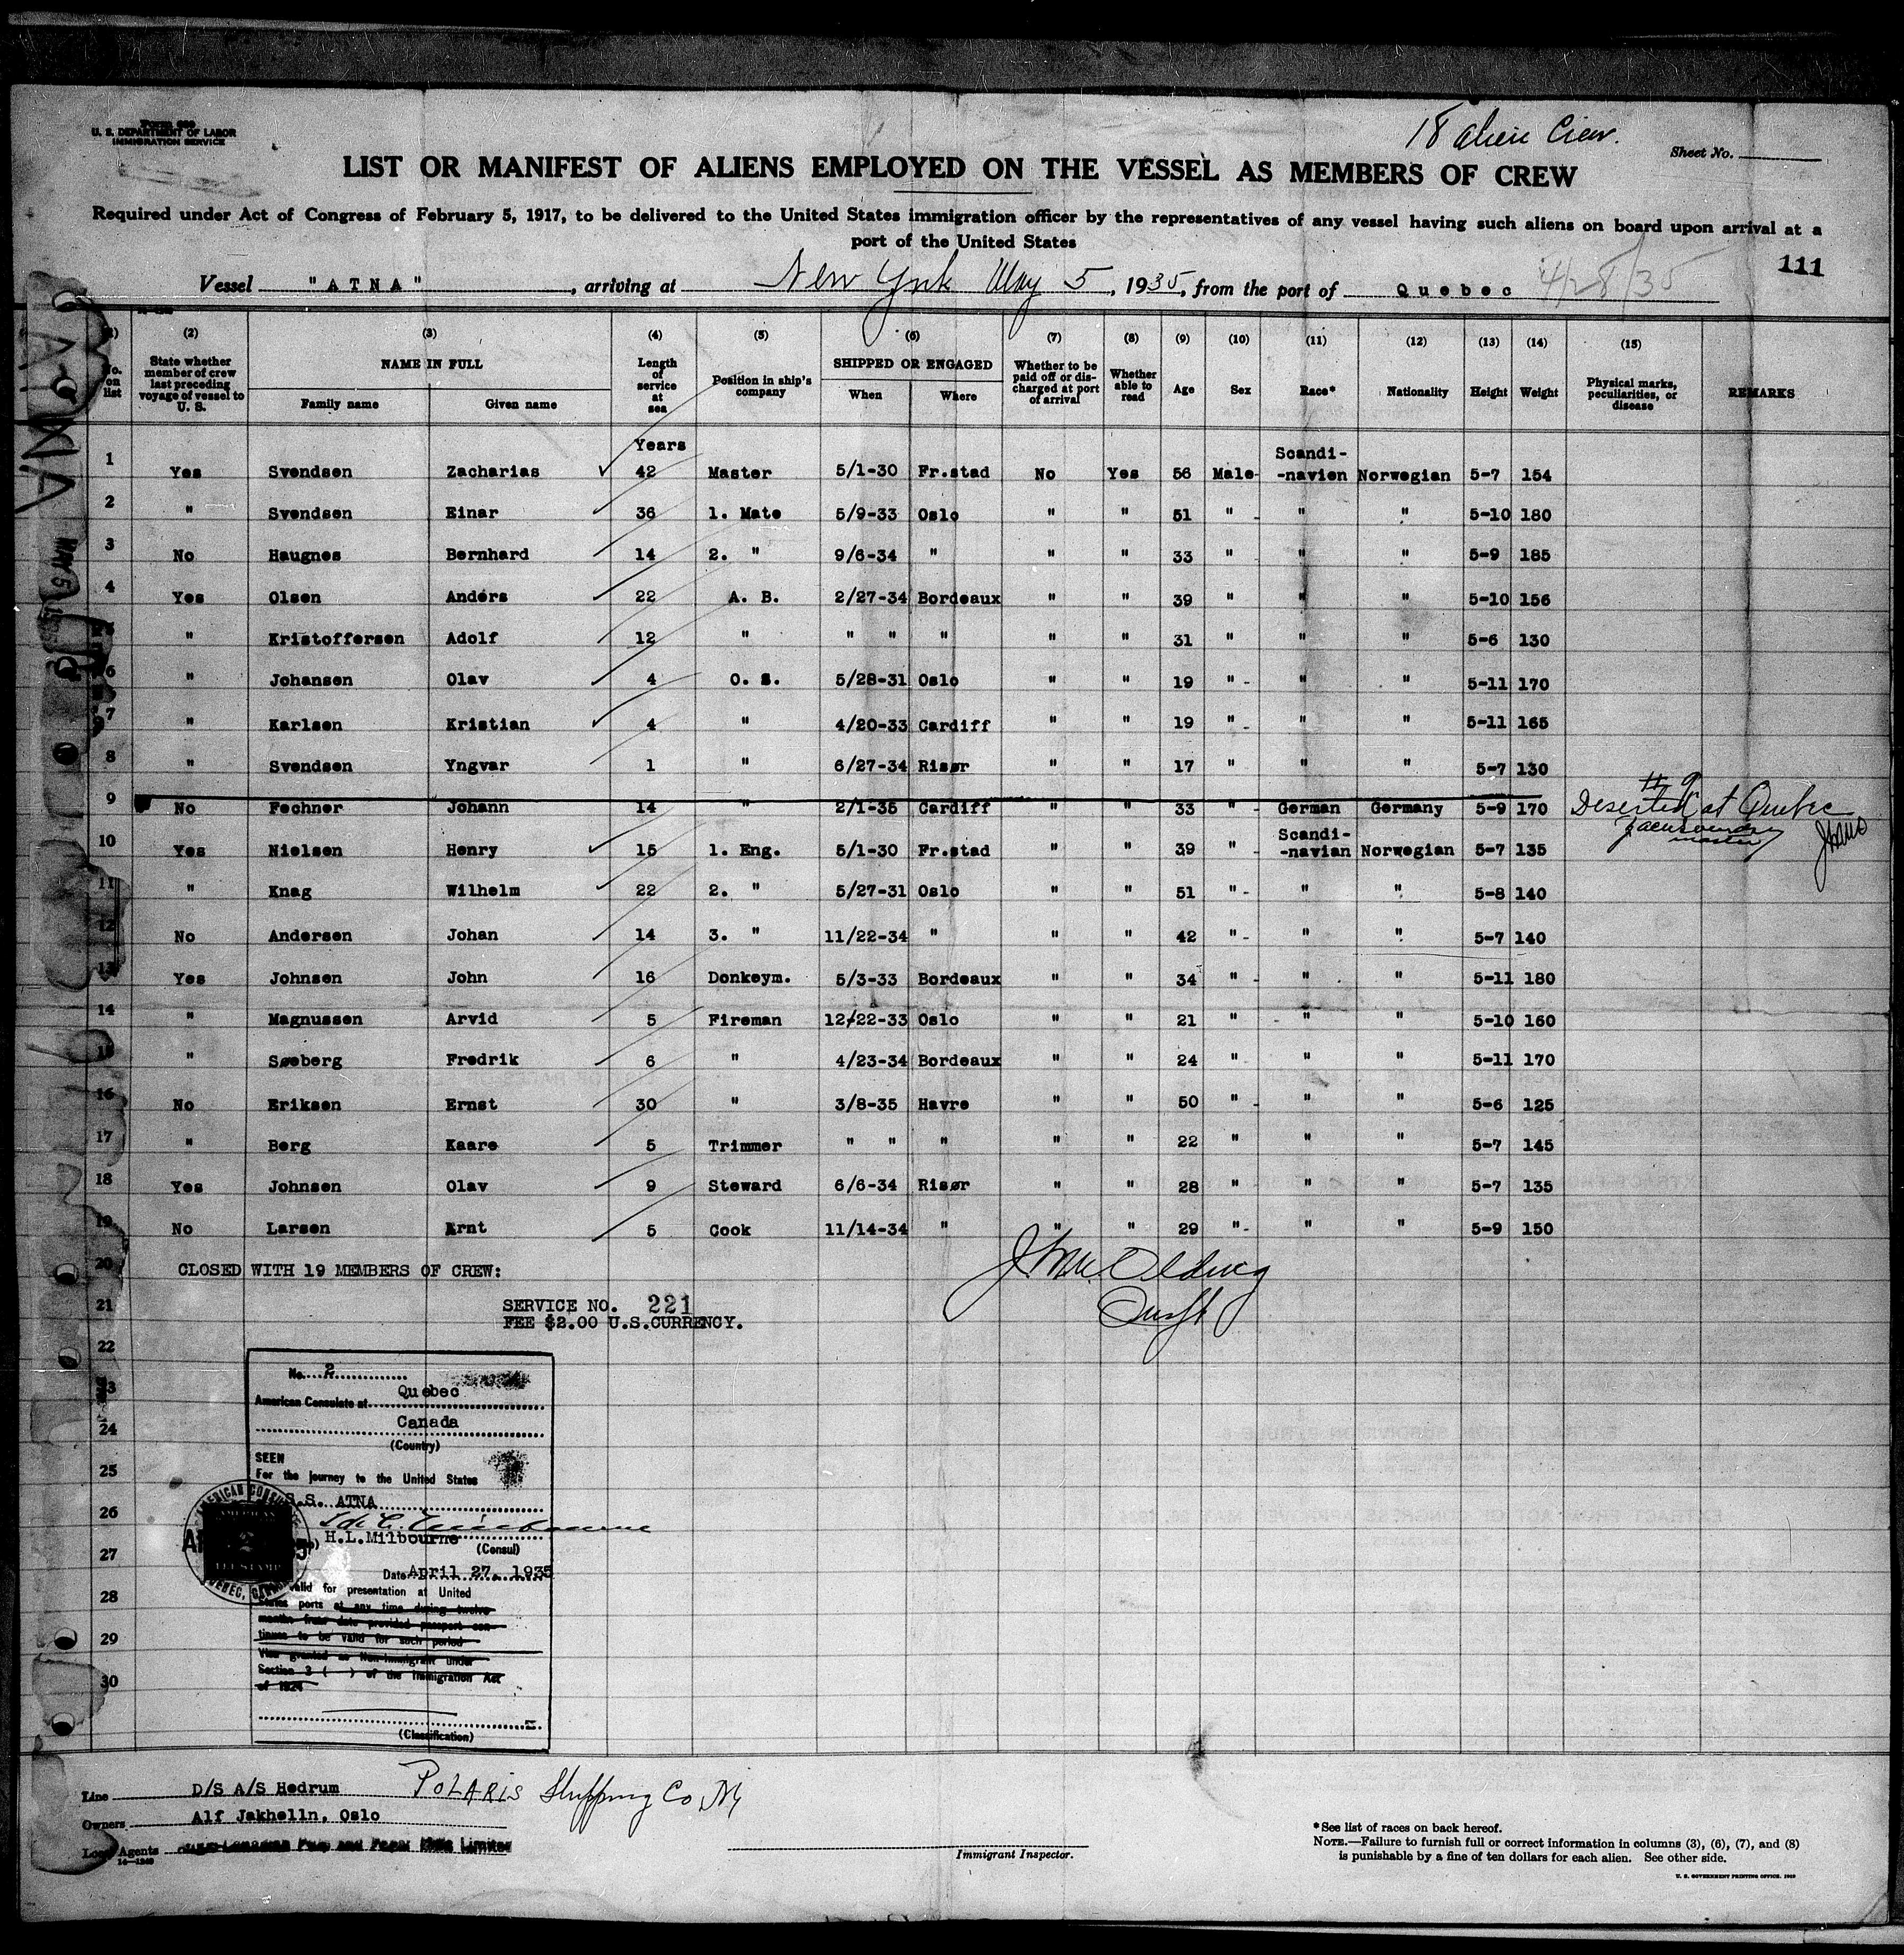 Form 689
U. S. DEPARTMENT OF LABOR
IMMIGRATION SERVICE
18 alien Crew.
Sheet No.
LIST OR MANIFEST OF ALIENS EMPLOYED ON THE VESSEL AS MEMBERS OF CREW
Required under Act of Congress of February 5, 1917, to be delivered to the United States immigration officer by the representatives of any vessel having such aliens on board upon arrival at a
port of the United States
111
Vessel "ATNA", arriving at New York May 5, 1935, from the port of Quebec 4/28/35
(1) (2) (3) (4) (5) (6) (7) (8) (9) (10) (11) (12) (13) (14) (15)
No. on list State whether member of crew last preceding voyage of vessel to U. S. NAME IN FULL Family name Given name Length of service at sea Position in ship's company SHIPPED OR ENGAGED When Where Whether to be paid off or discharged at port of arrival Whether able to read Age Sex Race* Nationality Height Weight Physical marks, peculiarities, or disease REMARKS
Years Scandi-
1 Yes Svendsen Zacharias 42 Master 5/1-30 Fr.stad No Yes 56 Male -navien Norwegian 5-7 154
2 " Svendsen Einar 36 1. Mate 5/9-33 Oslo " " 51 " " " 5-10 180
3 No Haugnes Bernhard 14 2. " 9/6-34 " " " 33 " " " 5-9 185
4 Yes Olsen Anders 22 A. B. 2/27-34 Bordeaux " " 39 " " " 5-10 156
5 " Kristoffersen Adolf 12 " " " " " " 31 " " " 5-6 130
6 " Johansen Olav 4 O. S. 5/28-31 Oslo " " 19 " " " 5-11 170
7 " Karlsen Kristian 4 " 4/20-33 Cardiff " " 19 " " " 5-11 165
8 " Svendsen Yngvar 1 " 6/27-34 Risør " " 17 " " " 5-7 130
9 No Fechner Johann 14 " 2/1-35 Cardiff " " 33 " German Germany 5-9 170 # 9 Deserted at Quebec
master
Scandi-
10 Yes Nielsen Henry 15 1. Eng. 5/1-30 Fr.stad " " 39 " -navian Norwegian 5-7 135
11 " Knag Wilhelm 22 2. " 5/27-31 Oslo " " 51 " " " 5-8 140
12 No Andersen Johan 14 3. " 11/22-34 " " " 42 " " " 5-7 140
13 Yes Johnsen John 16 Donkeym. 5/3-33 Bordeaux " " 34 " " " 5-11 180
14 " Magnussen Arvid 5 Fireman 12/22-33 Oslo " " 21 " " " 5-10 160
15 " Søeberg Fredrik 6 " 4/23-34 Bordeaux " " 24 " " " 5-11 170
16 No Eriksen Ernst 30 " 3/8-35 Havre " " 50 " " " 5-6 125
17 " Berg Kaare 5 Trimmer " " " " " 22 " " " 5-7 145
18 Yes Johnsen Olav 9 Steward 6/6-34 Risør " " 28 " " " 5-7 135
19 No Larsen Arnt 5 Cook 11/14-34 " " " 29 " " " 5-9 150
20 CLOSED WITH 19 MEMBERS OF CREW:
21 SERVICE NO. 221
FEE $2.00 U.S.CURRENCY.
22
No. 2
23
American Consulate at Quebec
24 Canada
(Country)
SEEN
25 For the journey to the United States
S.S. ATNA
26
H.L.Milbourne
27 (Consul)
Date April 27, 1935
valid for presentation at United
28 States ports at any time during twelve
months from date provided passport con-
29 tinues to be valid for such period
Visa granted as Non-Immigrant under
30 Section 3 ( ) of the Immigration Act
of 1924
(Classification)
Line D/S A/S Hedrum POLARIS Shipping Co NY
Owners Alf Jakhelln, Oslo
Local Agents
14—1240
Immigrant Inspector.
*See list of races on back hereof.
NOTE.—Failure to furnish full or correct information in columns (3), (6), (7), and (8)
is punishable by a fine of ten dollars for each alien. See other side.
U. S. GOVERNMENT PRINTING OFFICE
ATNA
MAY 5 1935